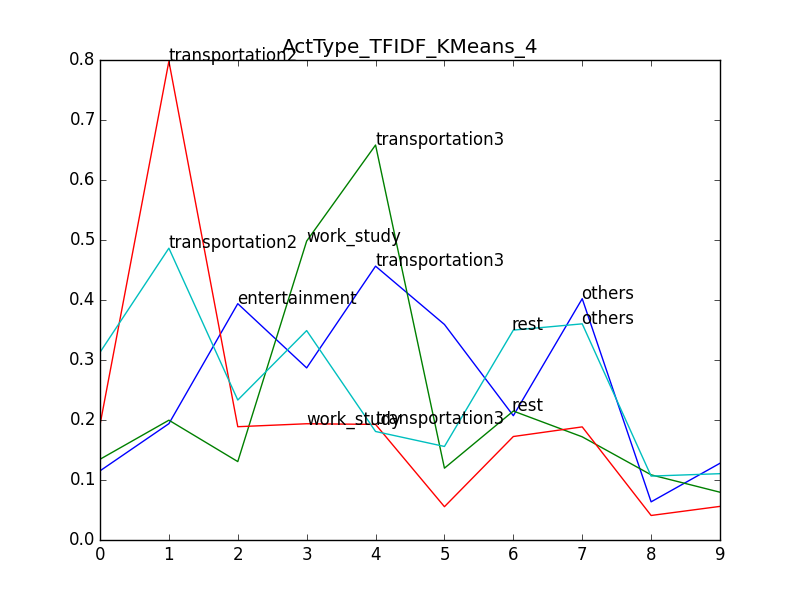 ActType_TFIDF_KMeans_4
0.8
transportation2
0.7
transportation3
0.6
0.5
transportation2
work_study
transportation3
0.4
entertainment
others
others
0.3
rest
0.2
work_study
transportation3
rest
0.1
0.0
0 1 2 3 4 5 6 7 8 9